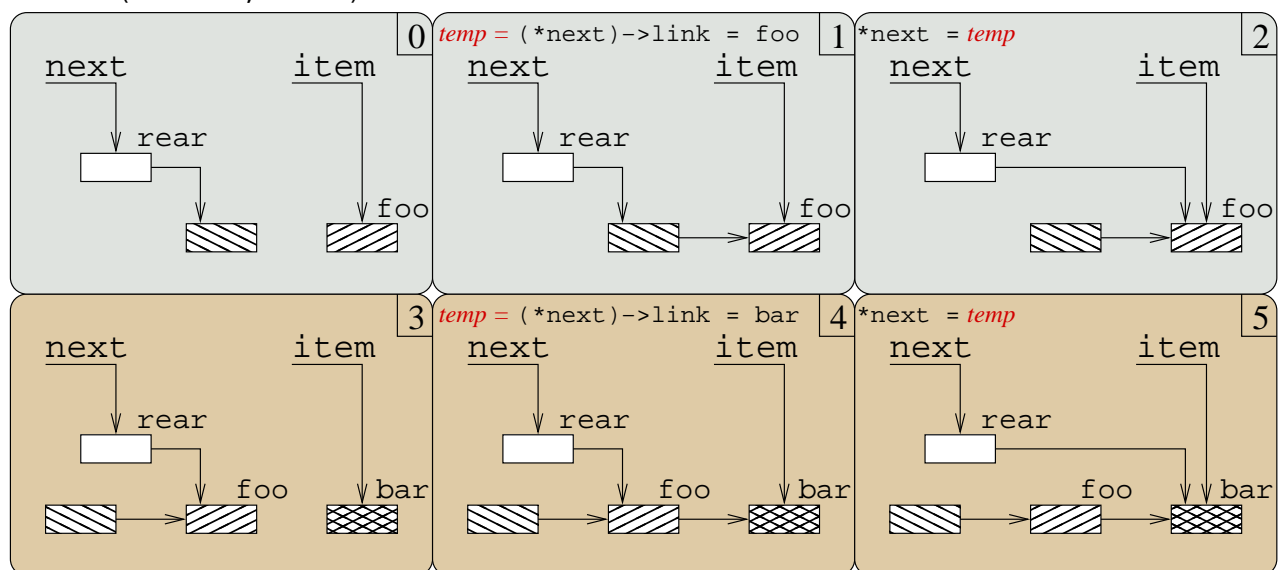 0 temp = (*next)->link = foo 1 *next = temp 2
next item next item next item
rear rear rear
foo foo foo
3 temp = (*next)->link = bar 4 *next = temp 5
next item next item next item
rear rear rear
foo bar foo bar foo bar